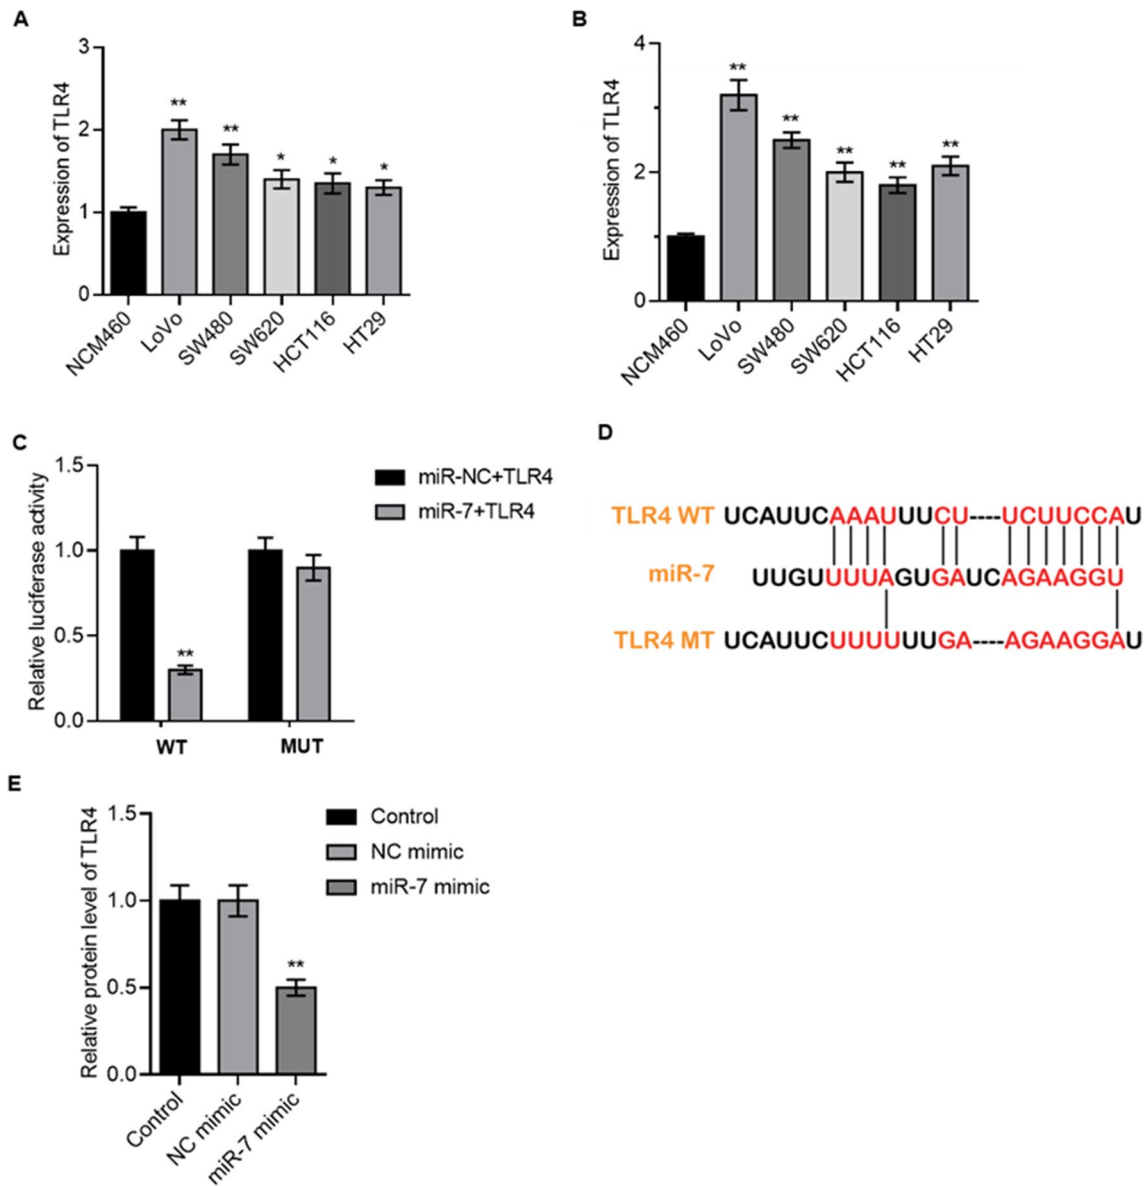 A
Expression of TLR4
3
2
1
0
**
**
*
*
*
NCM460
LoVo
SW480
SW620
HCT116
HT29
B
Expression of TLR4
4
2
0
**
**
**
**
**
NCM460
LoVo
SW480
SW620
HCT116
HT29
C
Relative luciferase activity
1.5
1.0
0.5
0.0
**
WT
MUT
miR-NC+TLR4
miR-7+TLR4
D
TLR4 WT UCAUUCAAAUUUCU----UCUUCCAU
miR-7 UUGUUUUAGUGAUCAGAAGGU
TLR4 MT UCAUUCUUUUUUGA----AGAAGGAU
E
Relative protein level of TLR4
1.5
1.0
0.5
0.0
**
Control
NC mimic
miR-7 mimic
Control
NC mimic
miR-7 mimic